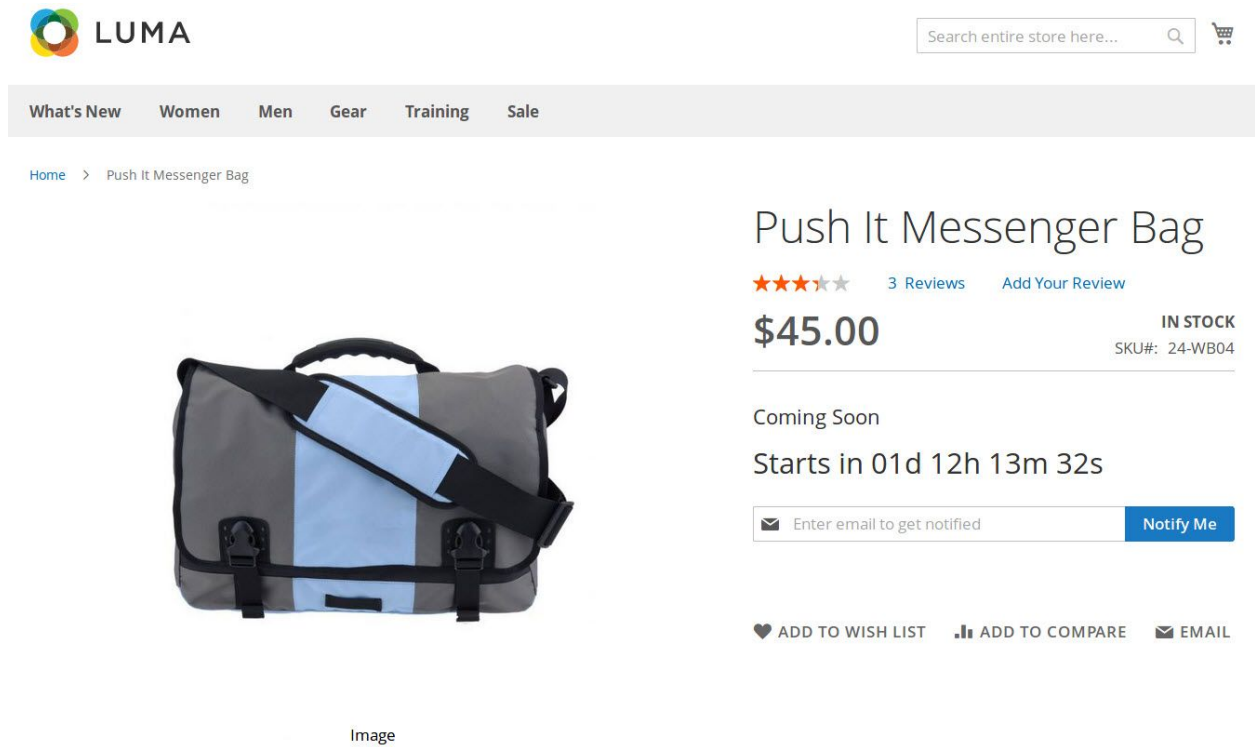 LUMA
Search entire store here...
What's New Women Men Gear Training Sale
Home > Push It Messenger Bag
Push It Messenger Bag
3 Reviews Add Your Review
$45.00
IN STOCK
SKU#: 24-WB04
Coming Soon
Starts in 01d 12h 13m 32s
Enter email to get notified
Notify Me
ADD TO WISH LIST ADD TO COMPARE EMAIL
Image